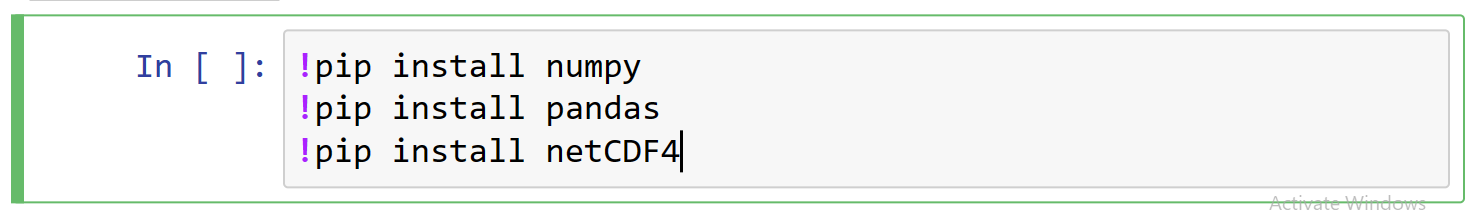 In [ ]: !pip install numpy
!pip install pandas
!pip install netCDF4
Activate Windows